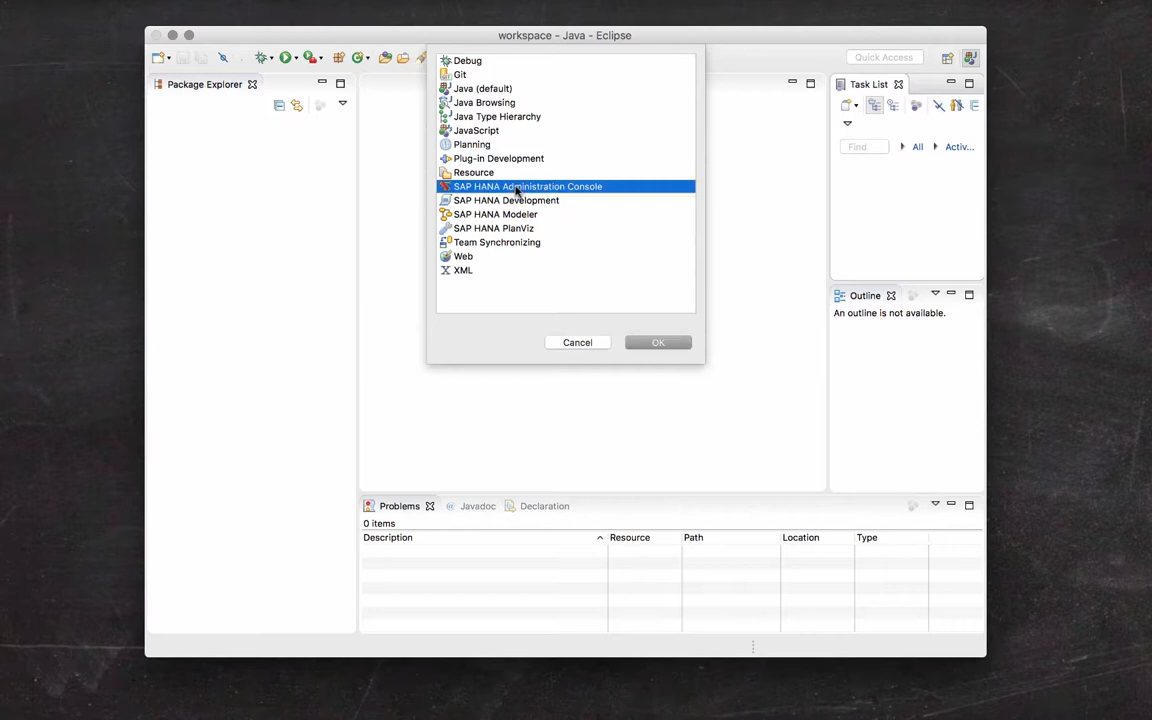 workspace - Java - Eclipse
Quick Access
Package Explorer
Debug
Git
Java (default)
Java Browsing
Java Type Hierarchy
JavaScript
Planning
Plug-in Development
Resource
SAP HANA Administration Console
SAP HANA Development
SAP HANA Modeler
SAP HANA PlanViz
Team Synchronizing
Web
XML
Cancel
OK
Task List
Find
All
Activ...
Outline
An outline is not available.
Problems
@ Javadoc
Declaration
0 items
Description
Resource
Path
Location
Type